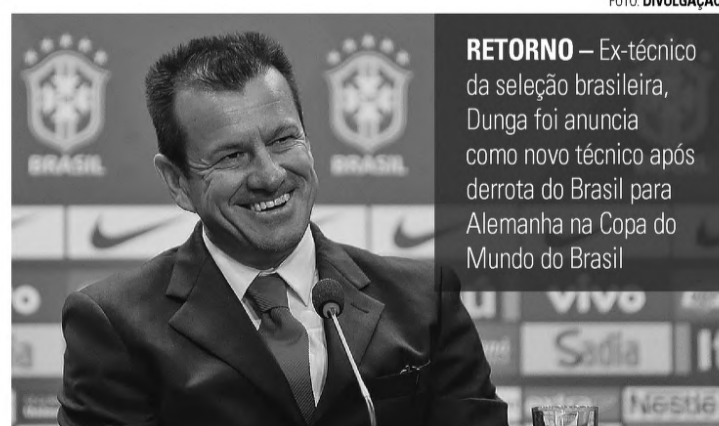 FOTO: DIVULGAÇÃO
RETORNO – Ex-técnico
da seleção brasileira,
Dunga foi anuncia
como novo técnico após
derrota do Brasil para
Alemanha na Copa do
Mundo do Brasil
BRASIL
BRASIL
vivo
Sadia
Nestlé